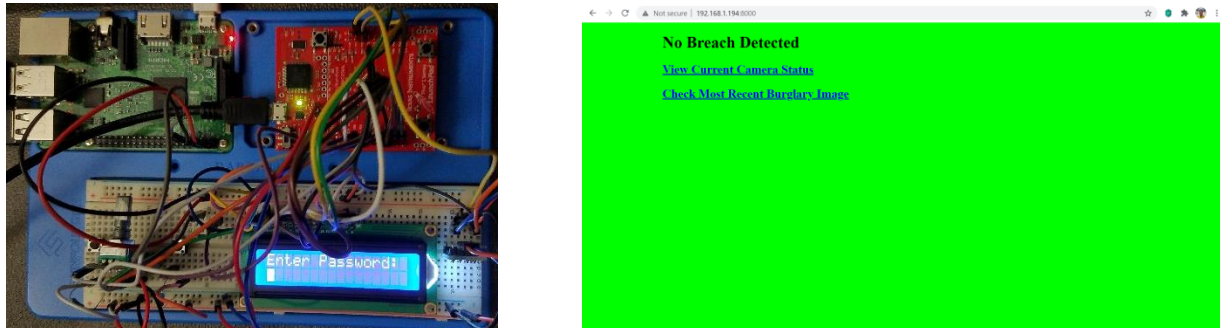 Enter Password:
Not secure | 192.168.1.194:8000
No Breach Detected
View Current Camera Status
Check Most Recent Burglary Image